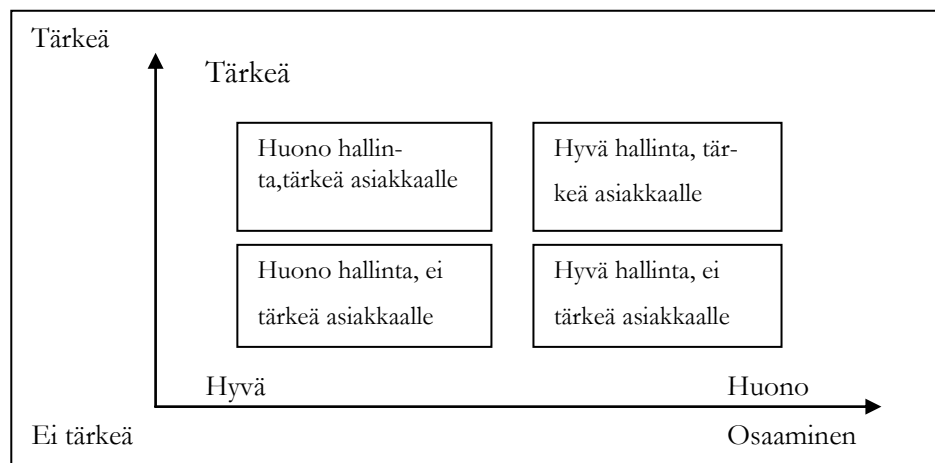 Tärkeä
Tärkeä
Huono hallin-
ta,tärkeä asiakkaalle
Hyvä hallinta, tär-
keä asiakkaalle
Huono hallinta, ei
tärkeä asiakkaalle
Hyvä hallinta, ei
tärkeä asiakkaalle
Hyvä
Huono
Ei tärkeä
Osaaminen